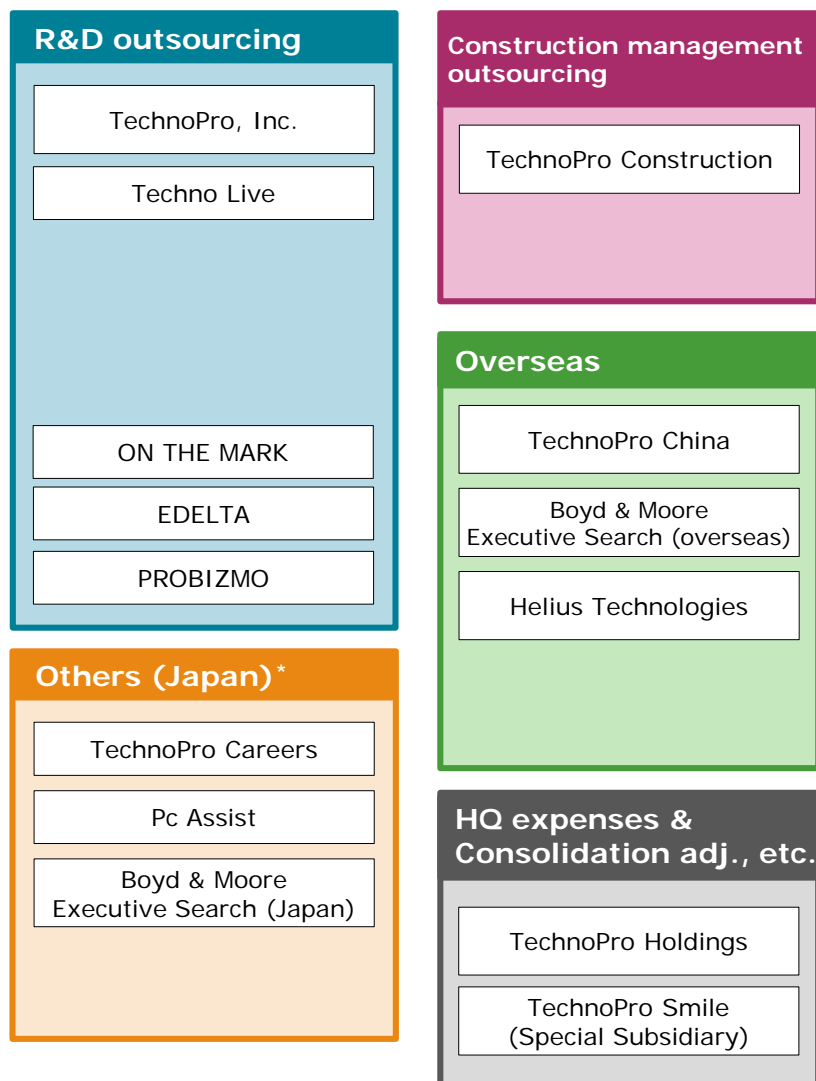 R&D outsourcing
TechnoPro, Inc.
Techno Live
ON THE MARK
EDELTA
PROBIZMO
Others (Japan)*
TechnoPro Careers
Pc Assist
Boyd & Moore
Executive Search (Japan)
Construction management
outsourcing
TechnoPro Construction
Overseas
TechnoPro China
Boyd & Moore
Executive Search (overseas)
Helius Technologies
HQ expenses &
Consolidation adj., etc.
TechnoPro Holdings
TechnoPro Smile
(Special Subsidiary)